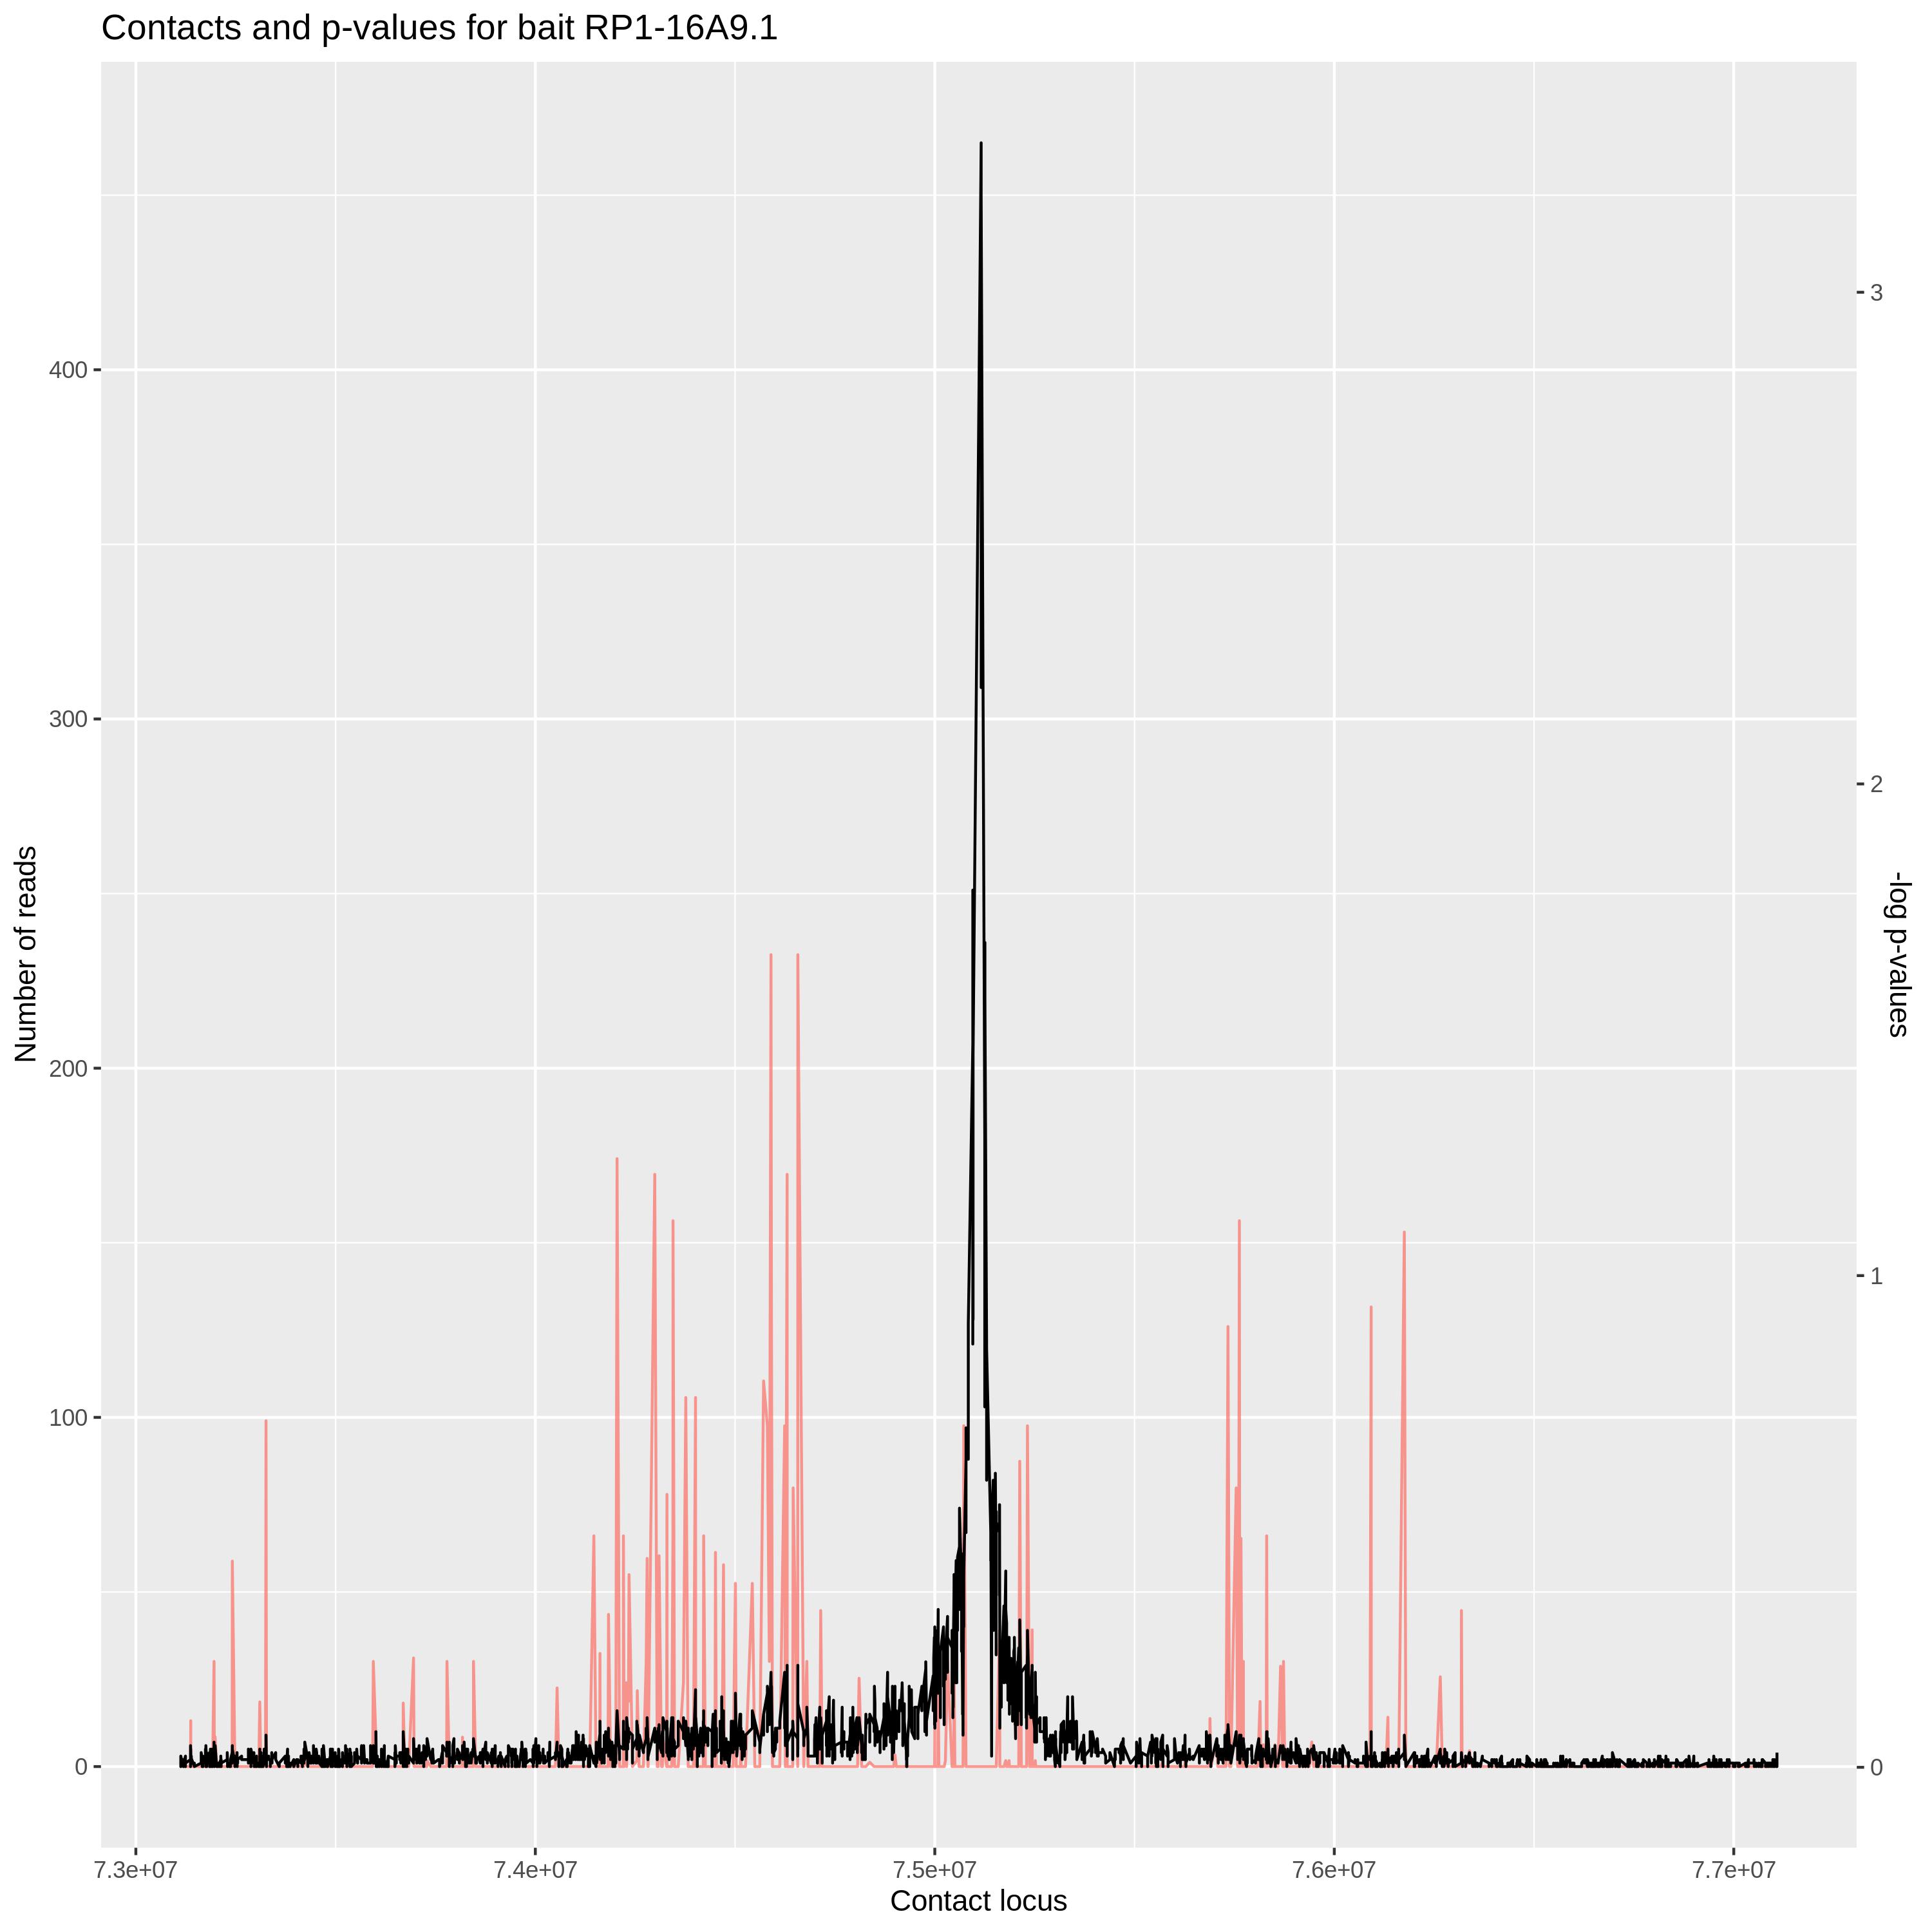 Contacts and p-values for bait RP1-16A9.1
Number of reads
400
300
200
100
0
3
2
1
0
-log p-values
7.3e+07 7.4e+07 7.5e+07 7.6e+07 7.7e+07
Contact locus